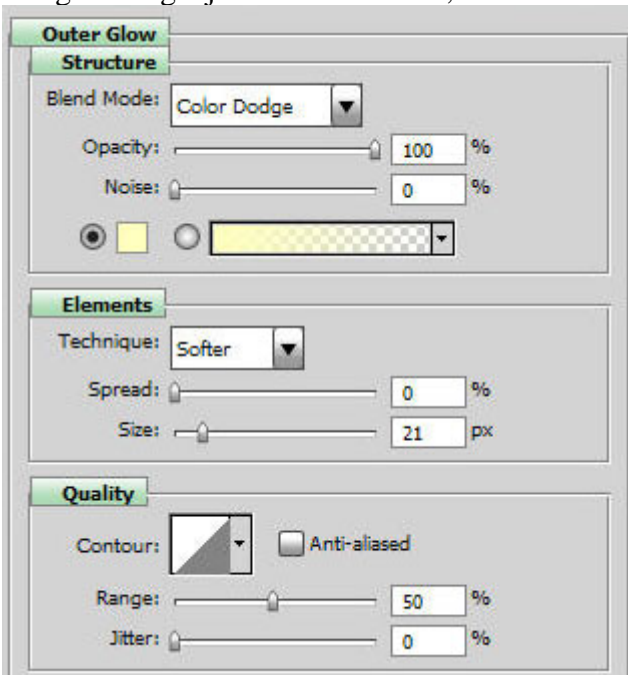 Outer Glow
Structure
Blend Mode: Color Dodge
Opacity: 100 %
Noise: 0 %
Elements
Technique: Softer
Spread: 0 %
Size: 21 px
Quality
Contour: Anti-aliased
Range: 50 %
Jitter: 0 %